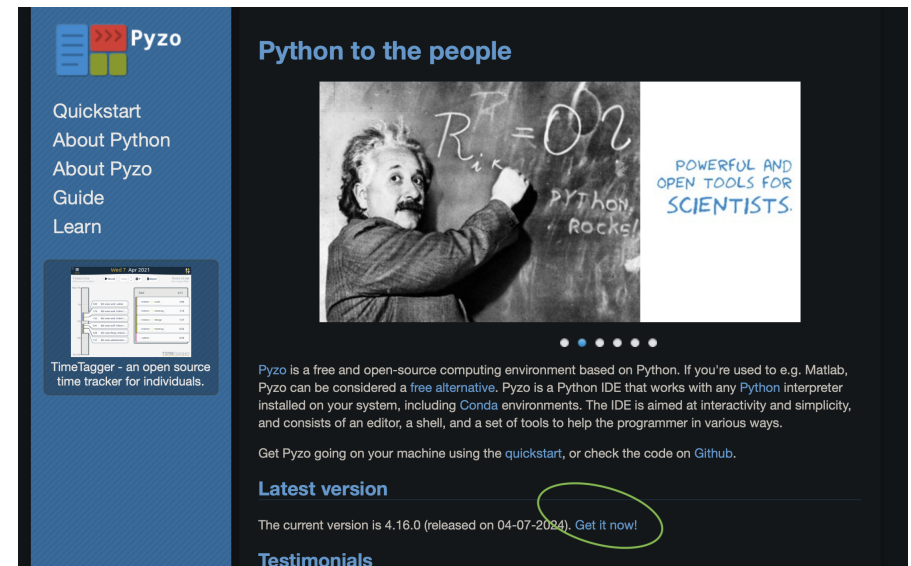 Pyzo
Quickstart
About Python
About Pyzo
Guide
Learn
Wed 7 Apr 2021
TimeTagger - an open source
time tracker for individuals.
Python to the people
PYTHON
ROCKS!
POWERFUL AND
OPEN TOOLS FOR
SCIENTISTS.
Pyzo is a free and open-source computing environment based on Python. If you're used to e.g. Matlab,
Pyzo can be considered a free alternative. Pyzo is a Python IDE that works with any Python interpreter
installed on your system, including Conda environments. The IDE is aimed at interactivity and simplicity,
and consists of an editor, a shell, and a set of tools to help the programmer in various ways.
Get Pyzo going on your machine using the quickstart, or check the code on Github.
Latest version
The current version is 4.16.0 (released on 04-07-2024). Get it now!
Testimonials